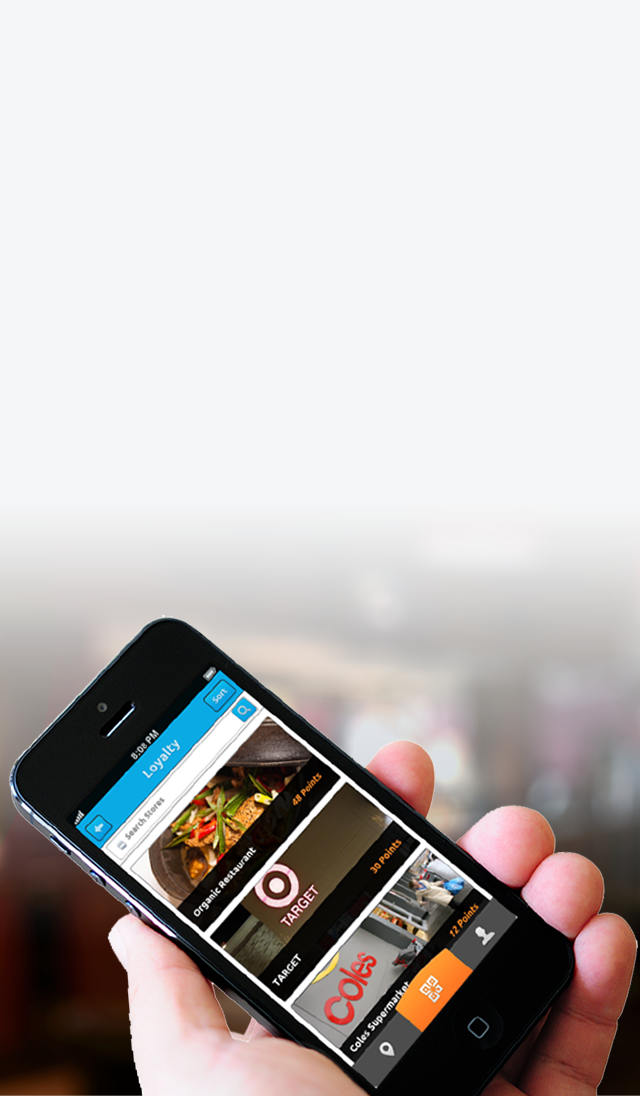 8:08 PM
Loyalty
Sort
Search Stores
48 Points
Organic Restaurant
30 Points
TARGET
TARGET
12 Points
Coles
Coles Supermarket